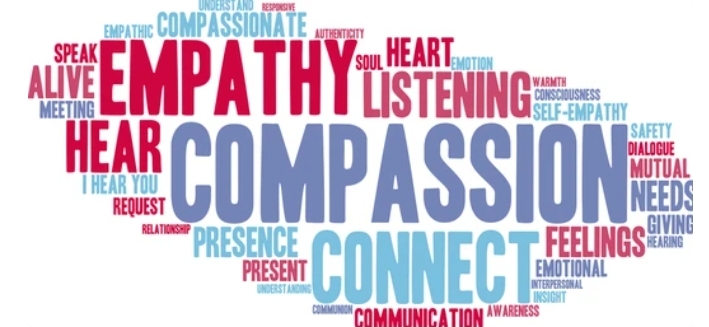 UNDERSTAND RESPONSIVE
EMPATHIC COMPASSIONATE AUTHENTICITY
SPEAK EMPATHY SOUL HEART EMOTION
ALIVE LISTENING WARMTH
MEETING CONSCIOUSNESS
SELF-EMPATHY
HEAR COMPASSION SAFETY
DIALOGUE
I HEAR YOU MUTUAL
REQUEST NEEDS
RELATIONSHIP GIVING
PRESENCE CONNECT FEELINGS HEARING
PRESENT EMOTIONAL
UNDERSTANDING INTERPERSONAL
INSIGHT
COMMUNION COMMUNICATION AWARENESS